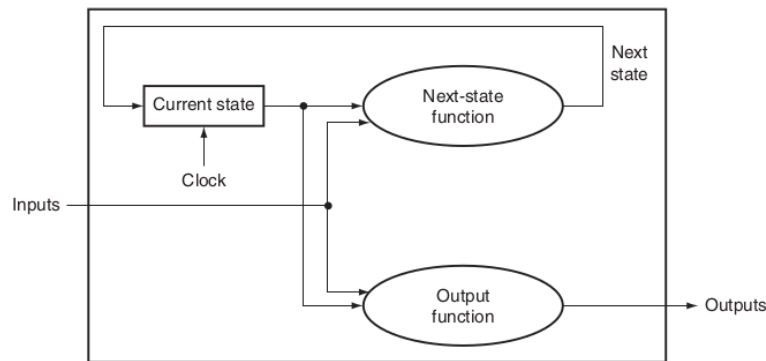 Next
state
Current state
Next-state
function
Clock
Inputs
Output
function
Outputs